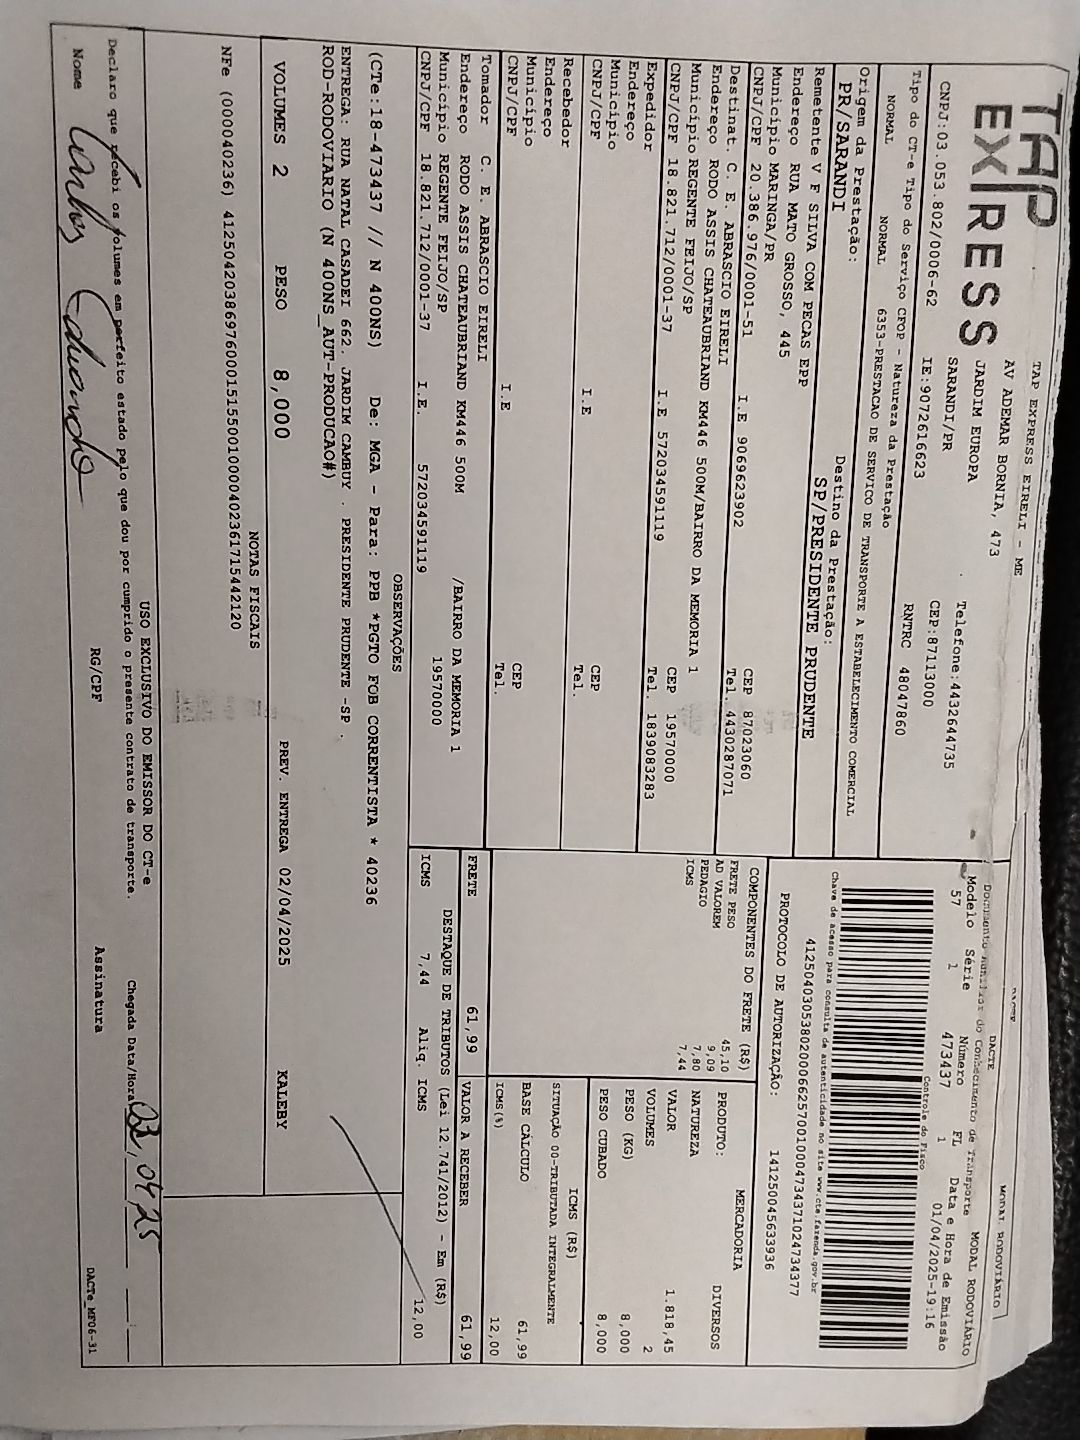 TAP
EXPRESS
TAP EXPRESS EIRELI - ME
AV ADEMAR BORNIA, 473
JARDIM EUROPA
SARANDI/PR
Telefone:4432644735
CEP:87113000
CNPJ:03.053.802/0006-62 IE:9072616623 RNTRC 48047860
DACTE MODAL RODOVIÁRIO
DACTE
Documento Auxiliar do Conhecimento de Transporte MODAL RODOVIÁRIO
Modelo Série Número FL Data e Hora de Emissão
57 1 473437 1 01/04/2025-19:16
Controle do Fisco
Tipo do CT-e Tipo do Serviço CFOP - Natureza da Prestação
NORMAL NORMAL 6353-PRESTACAO DE SERVICO DE TRANSPORTE A ESTABELECIMENTO COMERCIAL
Chave de acesso para consulta de autenticidade no site www.cte.fazenda.gov.br
41250403053802000662570010004734371024734377
PROTOCOLO DE AUTORIZAÇÃO: 141250045633936
Origem da Prestação: Destino da Prestação:
PR/SARANDI SP/PRESIDENTE PRUDENTE
Remetente V F SILVA COM PECAS EPP
Endereço RUA MATO GROSSO, 445
Município MARINGA/PR CEP 87023060
CNPJ/CPF 20.386.976/0001-51 I.E 9069623902 Tel. 4430287071
Destinat. C. E. ABRASCIO EIRELI
Endereço RODO ASSIS CHATEAUBRIAND KM446 500M/BAIRRO DA MEMORIA 1
Município REGENTE FEIJO/SP CEP 19570000
CNPJ/CPF 18.821.712/0001-37 I.E 572034591119 Tel. 1839083283
Expedidor
Endereço
Município CEP
CNPJ/CPF I.E Tel.
Recebedor
Endereço
Município CEP
CNPJ/CPF I.E Tel.
Tomador C. E. ABRASCIO EIRELI
Endereço RODO ASSIS CHATEAUBRIAND KM446 500M /BAIRRO DA MEMORIA 1
Município REGENTE FEIJO/SP 19570000
CNPJ/CPF 18.821.712/0001-37 I.E. 572034591119
COMPONENTES DO FRETE (R$)
FRETE PESO 45,10
AD VALOREM 9,09
PEDAGIO 7,80
ICMS 7,44
MERCADORIA
PRODUTO: DIVERSOS
NATUREZA
VALOR 1.818,45
VOLUMES 2
PESO (KG) 8,000
PESO CUBADO 8,000
ICMS (R$)
SITUAÇÃO 00-TRIBUTADA INTEGRALMENTE
BASE CÁLCULO 61,99
ICMS(%) 12,00
FRETE 61,99 VALOR A RECEBER 61,99
DESTAQUE DE TRIBUTOS (Lei 12.741/2012) - Em (R$)
ICMS 7,44 Aliq. ICMS 12,00
OBSERVAÇÕES
(CTe:18-473437 // N 400NS) De: MGA - Para: PPB *PGTO FOB CORRENTISTA * 40236
ENTREGA: RUA NATAL CASADEI 662. JARDIM CAMBUY . PRESIDENTE PRUDENTE -SP .
ROD-RODOVIARIO (N 400NS_AUT-PRODUCAO#)
VOLUMES 2 PESO 8,000 PREV. ENTREGA 02/04/2025 KALEBY
NOTAS FISCAIS
NFe (000040236) 41250420386976000151550010000402361715442120
USO EXCLUSIVO DO EMISSOR DO CT-e
Declaro que recebi os volumes em perfeito estado pelo que dou por cumprido o presente contrato de transporte. Chegada Data/Hora 03/04/25
Nome Carlos Eduardo RG/CPF Assinatura DACTe_MF06-31